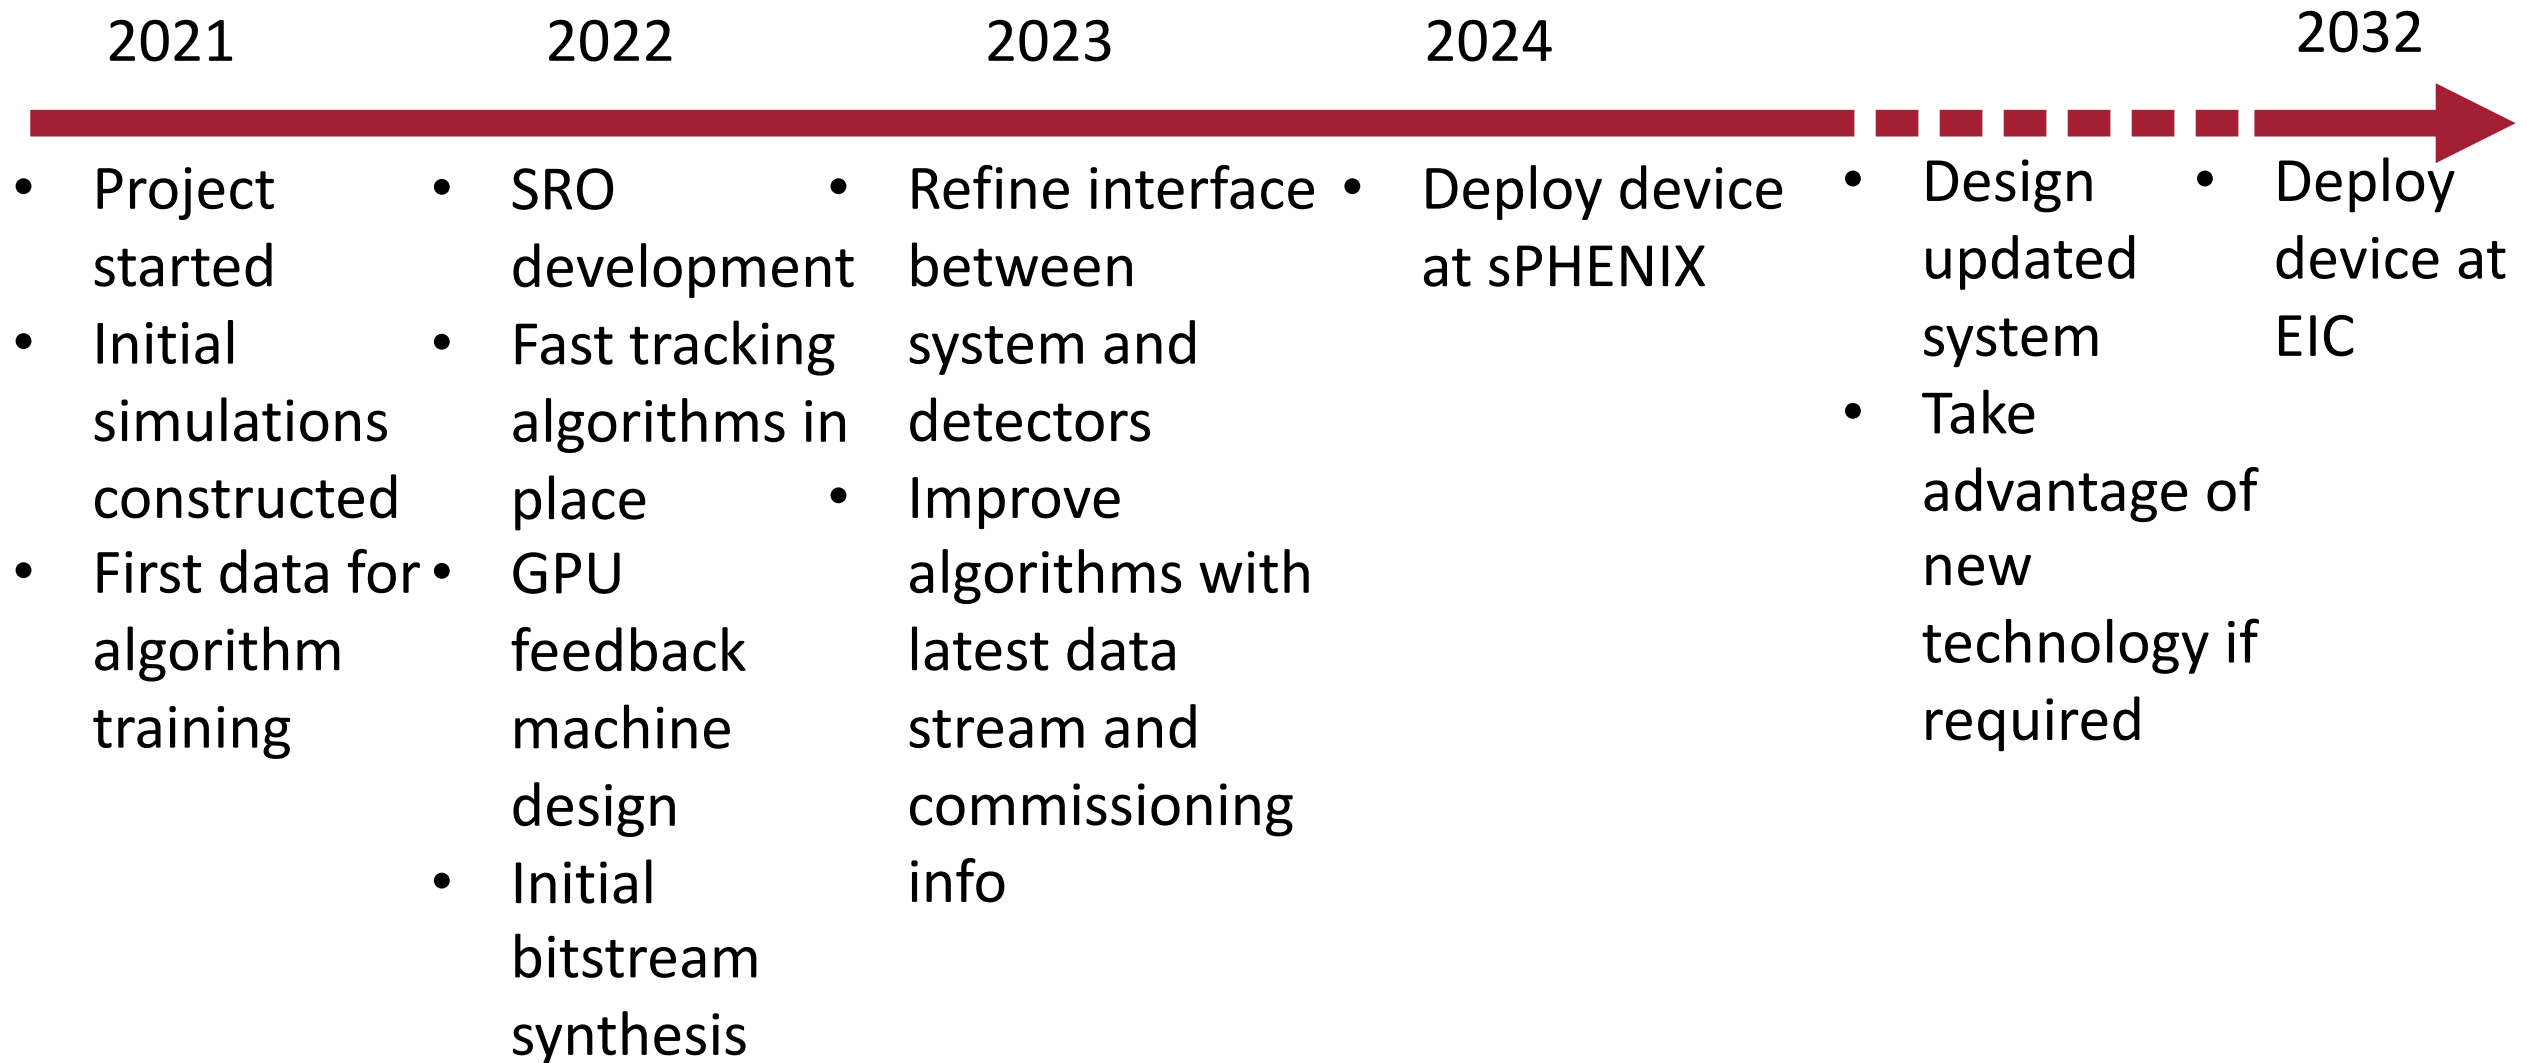 2021
2022
2023
2024
2032
• Project
started
• Initial
simulations
constructed
• First data for
algorithm
training
• SRO
development
• Fast tracking
algorithms in
place
• GPU
feedback
machine
design
• Initial
bitstream
synthesis
• Refine interface
between
system and
detectors
• Improve
algorithms with
latest data
stream and
commissioning
info
• Deploy device
at sPHENIX
• Design
updated
system
• Take
advantage of
new
technology if
required
• Deploy
device at
EIC